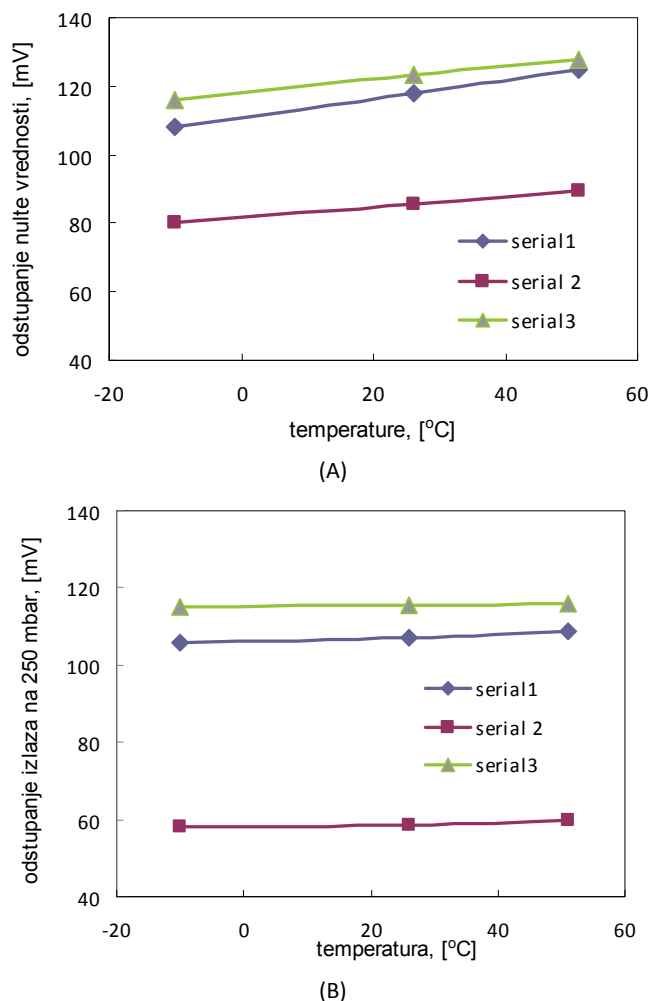 140
120
100
80
60
40
odstupanje nulte vrednosti, [mV]
serial1
serial 2
serial3
-20 0 20 40 60
temperature, [°C]
(A)
140
120
100
80
60
40
odstupanje izlaza na 250 mbar, [mV]
serial1
serial 2
serial3
-20 0 20 40 60
temperatura, [°C]
(B)